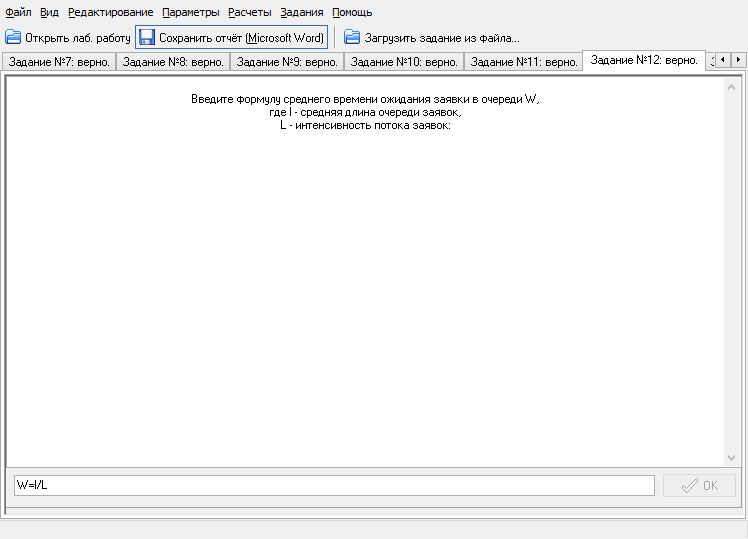 Файл Вид Редактирование Параметры Расчеты Задания Помощь
Открыть лаб. работу Сохранить отчёт (Microsoft Word) Загрузить задание из файла...
Задание №7: верно. Задание №8: верно. Задание №9: верно. Задание №10: верно. Задание №11: верно. Задание №12: верно.
Введите формулу среднего времени ожидания заявки в очереди W,
где l - средняя длина очереди заявок,
L - интенсивность потока заявок:
W=l/L
OK